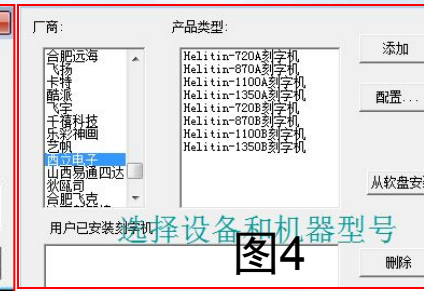 厂商:
产品类型:
合肥远海
飞扬
卡特
酷派
飞宇
千禧科技
乐彩神画
艺帆
西立电子
山西易通四达
狄瓯司
合肥飞克
Helitin-720A刻字机
Helitin-870A刻字机
Helitin-1100A刻字机
Helitin-1350A刻字机
Helitin-720B刻字机
Helitin-870B刻字机
Helitin-1100B刻字机
Helitin-1350B刻字机
添加
配置...
从软盘安
用户已安装刻字机
选择设备和机器型号
图4
删除